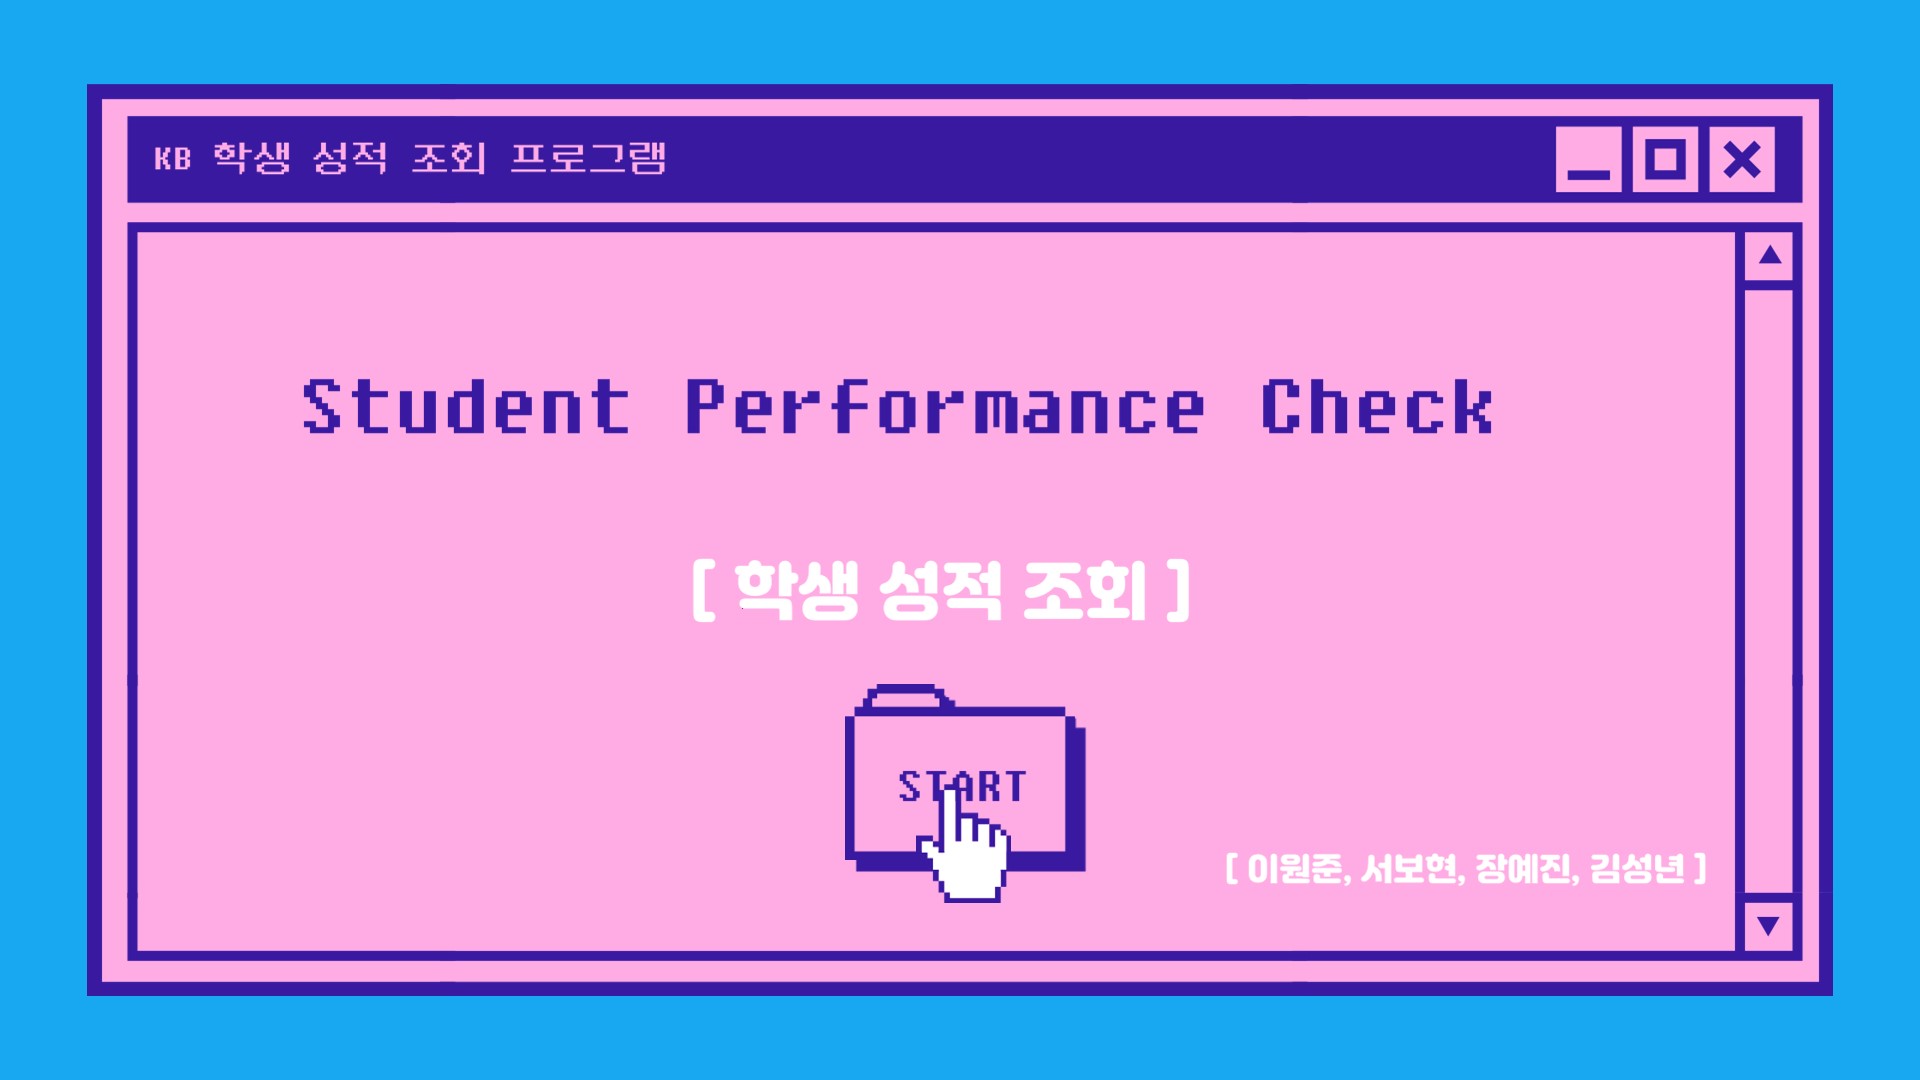 KB 학생 성적 조회 프로그램
Student Performance Check
[ 학생 성적 조회 ]
START
[ 이원준, 서보현, 장예진, 김성년 ]